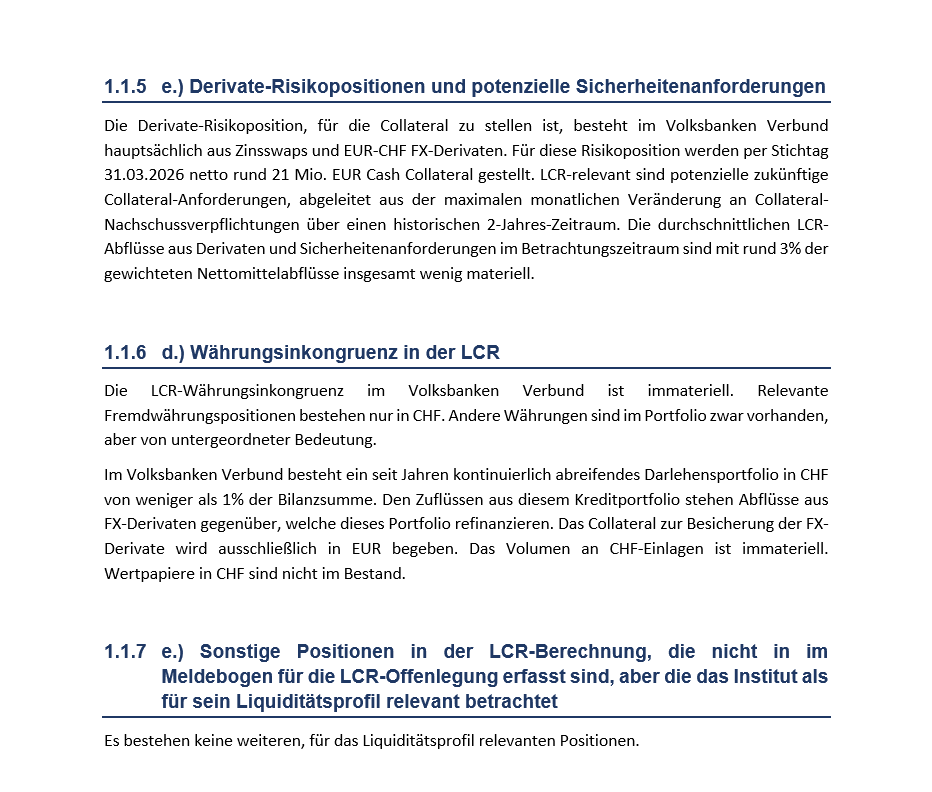 1.1.5 e.) Derivate-Risikopositionen und potenzielle Sicherheitenanforderungen
Die Derivate-Risikoposition, für die Collateral zu stellen ist, besteht im Volksbanken Verbund
hauptsächlich aus Zinsswaps und EUR-CHF FX-Derivaten. Für diese Risikoposition werden per Stichtag
31.03.2026 netto rund 21 Mio. EUR Cash Collateral gestellt. LCR-relevant sind potenzielle zukünftige
Collateral-Anforderungen, abgeleitet aus der maximalen monatlichen Veränderung an Collateral-
Nachschussverpflichtungen über einen historischen 2-Jahres-Zeitraum. Die durchschnittlichen LCR-
Abflüsse aus Derivaten und Sicherheitenanforderungen im Betrachtungszeitraum sind mit rund 3% der
gewichteten Nettomittelabflüsse insgesamt wenig materiell.
1.1.6 d.) Währungsinkongruenz in der LCR
Die LCR-Währungsinkongruenz im Volksbanken Verbund ist immateriell. Relevante
Fremdwährungspositionen bestehen nur in CHF. Andere Währungen sind im Portfolio zwar vorhanden,
aber von untergeordneter Bedeutung.
Im Volksbanken Verbund besteht ein seit Jahren kontinuierlich abreifendes Darlehensportfolio in CHF
von weniger als 1% der Bilanzsumme. Den Zuflüssen aus diesem Kreditportfolio stehen Abflüsse aus
FX-Derivaten gegenüber, welche dieses Portfolio refinanzieren. Das Collateral zur Besicherung der FX-
Derivate wird ausschließlich in EUR begeben. Das Volumen an CHF-Einlagen ist immateriell.
Wertpapiere in CHF sind nicht im Bestand.
1.1.7 e.) Sonstige Positionen in der LCR-Berechnung, die nicht in im
Meldebogen für die LCR-Offenlegung erfasst sind, aber die das Institut als
für sein Liquiditätsprofil relevant betrachtet
Es bestehen keine weiteren, für das Liquiditätsprofil relevanten Positionen.